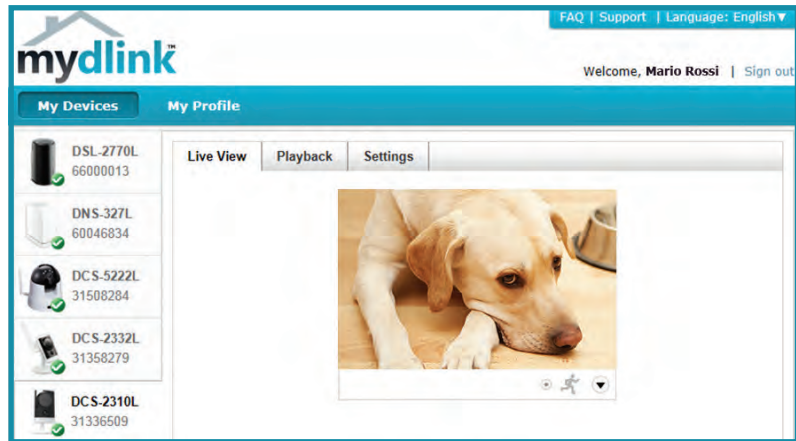 FAQ | Support | Language: English▼
mydlink™
Welcome, Mario Rossi | Sign out
My Devices
My Profile
DSL-2770L
66000013
Live View
Playback
Settings
DNS-327L
60046834
DCS-5222L
31508284
DCS-2332L
31358279
DCS-2310L
31336509